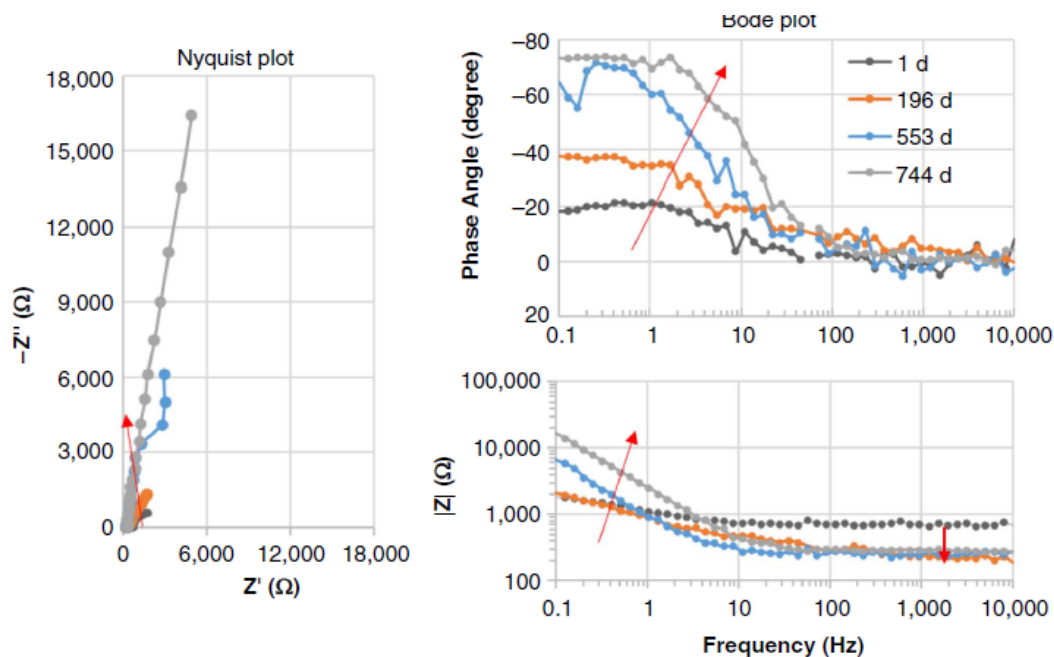 Nyquist plot
18,000
15,000
12,000
9,000
6,000
3,000
0
–Z'' (Ω)
0 6,000 12,000 18,000
Z' (Ω)
Bode plot
–80
–60
–40
–20
0
20
Phase Angle (degree)
1 d
196 d
553 d
744 d
0.1 1 10 100 1,000 10,000
100,000
10,000
1,000
100
|Z| (Ω)
0.1 1 10 100 1,000 10,000
Frequency (Hz)